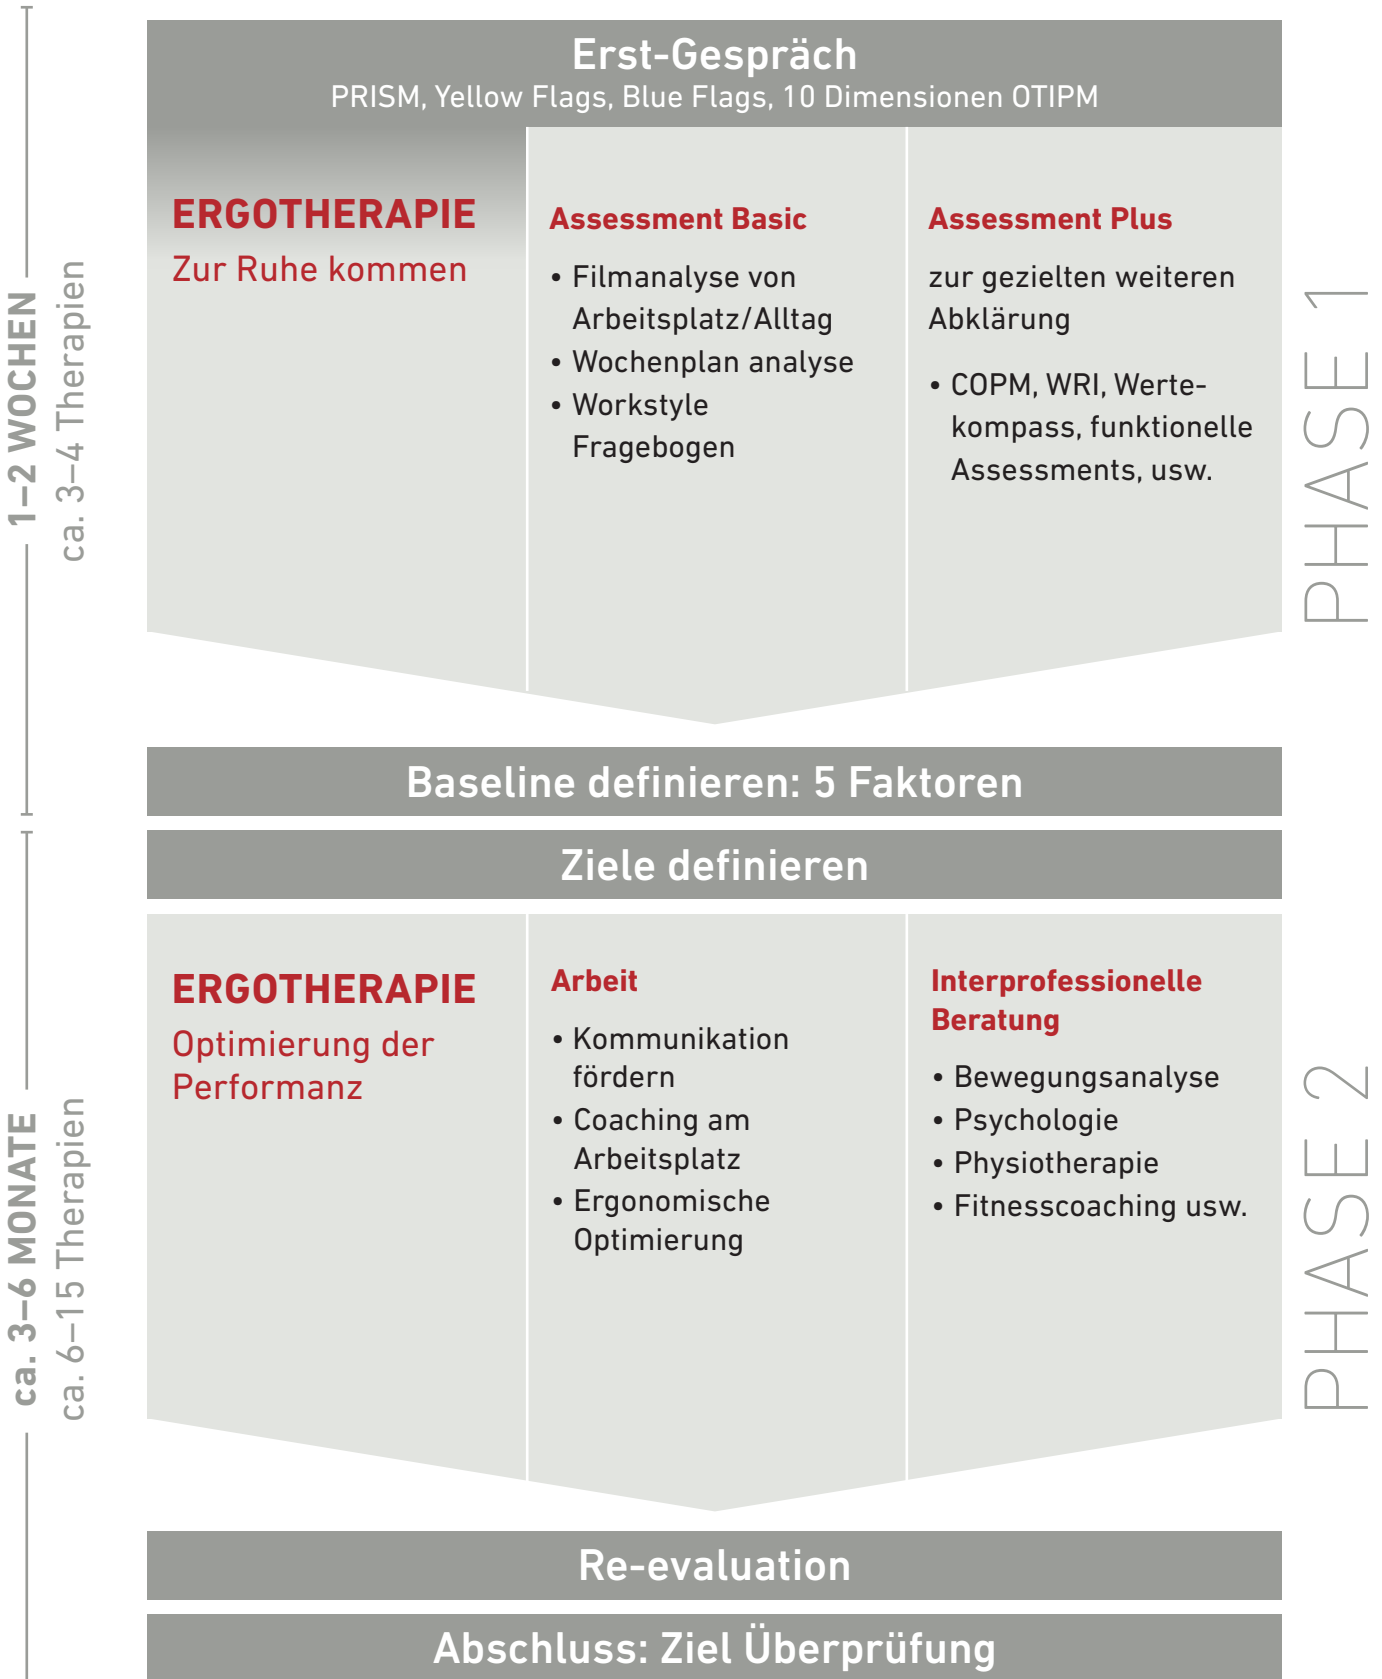 Erst-Gespräch
PRISM, Yellow Flags, Blue Flags, 10 Dimensionen OTIPM
1–2 WOCHEN
ca. 3–4 Therapien
ERGOTHERAPIE
Zur Ruhe kommen
Assessment Basic
• Filmanalyse von
Arbeitsplatz/Alltag
• Wochenplan analyse
• Workstyle
Fragebogen
Assessment Plus
zur gezielten weiteren
Abklärung
• COPM, WRI, Werte-
kompass, funktionelle
Assessments, usw.
PHASE 1
Baseline definieren: 5 Faktoren
Ziele definieren
ca. 3–6 MONATE
ca. 6–15 Therapien
ERGOTHERAPIE
Optimierung der
Performanz
Arbeit
• Kommunikation
fördern
• Coaching am
Arbeitsplatz
• Ergonomische
Optimierung
Interprofessionelle
Beratung
• Bewegungsanalyse
• Psychologie
• Physiotherapie
• Fitnesscoaching usw.
PHASE 2
Re-evaluation
Abschluss: Ziel Überprüfung